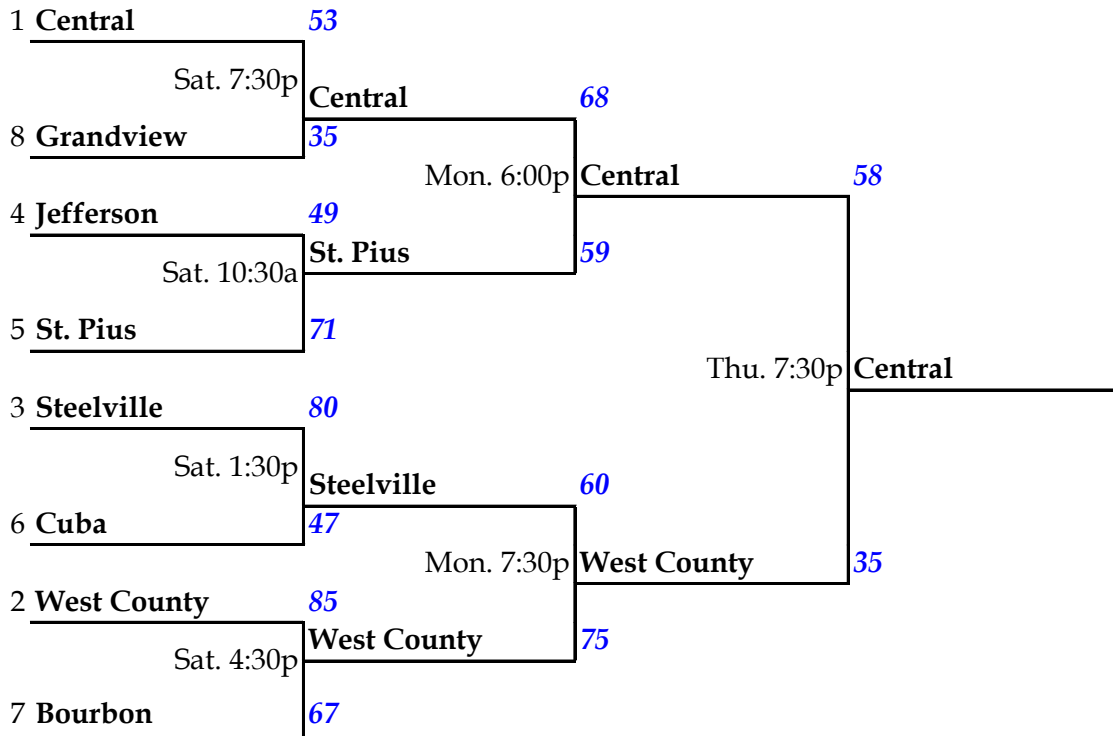 1 Central 53
Sat. 7:30p
Central 68
8 Grandview 35
Mon. 6:00p Central 58
4 Jefferson 49
St. Pius 59
Sat. 10:30a
5 St. Pius 71
Thu. 7:30p Central
3 Steelville 80
Sat. 1:30p
Steelville 60
6 Cuba 47
Mon. 7:30p West County 35
2 West County 85
West County 75
Sat. 4:30p
7 Bourbon 67